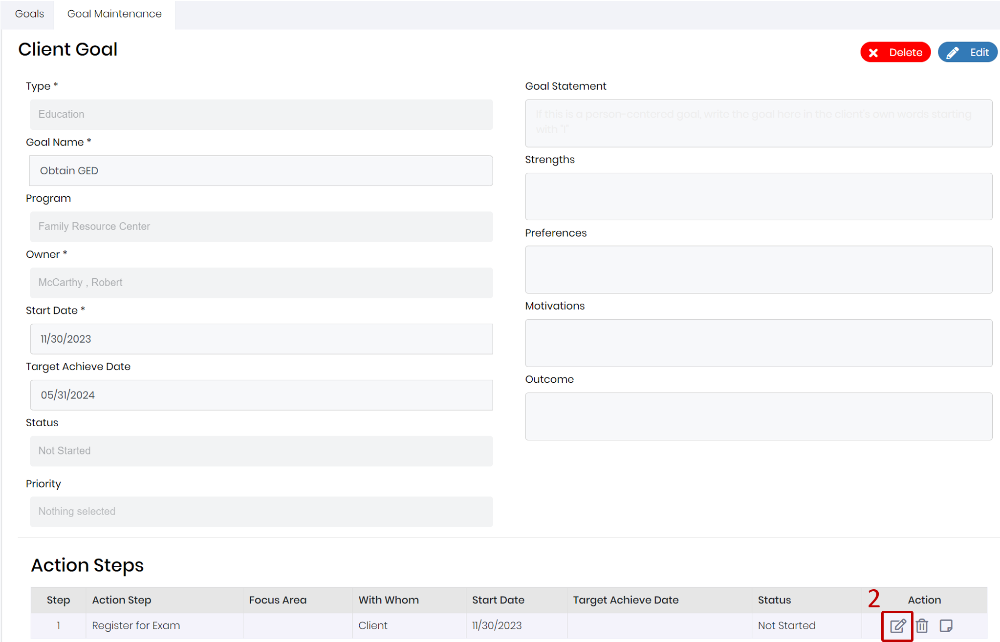 Goals
Goal Maintenance
Client Goal
Delete
Edit
Type *
Education
Goal Name *
Obtain GED
Program
Family Resource Center
Owner *
McCarthy , Robert
Start Date *
11/30/2023
Target Achieve Date
05/31/2024
Status
Not Started
Priority
Nothing selected
Goal Statement
If this is a person-centered goal, write the goal here in the client's own words starting
with "I"
Strengths
Preferences
Motivations
Outcome
Action Steps
Step Action Step Focus Area With Whom Start Date Target Achieve Date Status 2 Action
1 Register for Exam Client 11/30/2023 Not Started